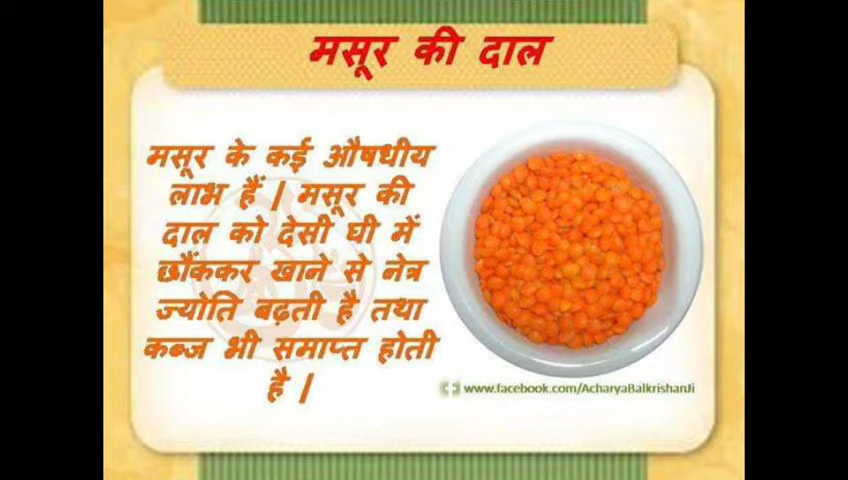 मसूर की दाल
मसूर के कई औषधीय
लाभ हैं | मसूर की
दाल को देसी घी में
छौंककर खाने से नेत्र
ज्योति बढ़ती है तथा
कब्ज भी समाप्त होती
है |
www.facebook.com/AcharyaBalkrishanJi